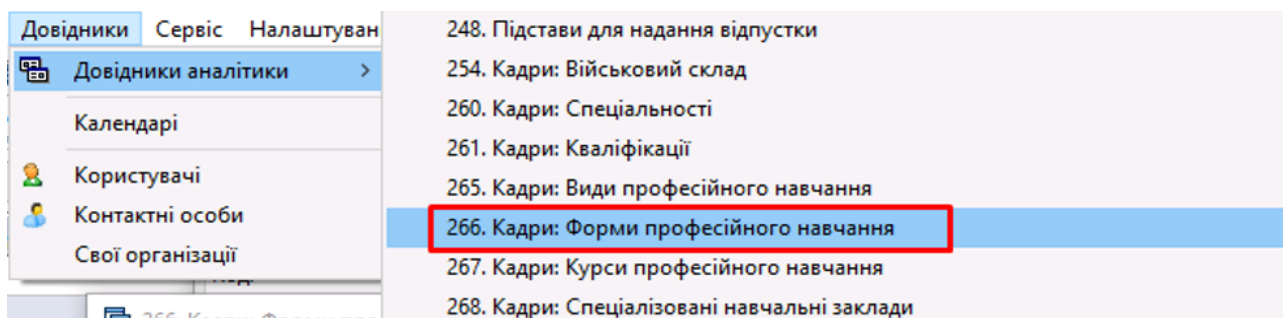 Довідники Сервіс Налаштуван
Довідники аналітики >
Календарі
Користувачі
Контактні особи
Свої організації
248. Підстави для надання відпустки
254. Кадри: Військовий склад
260. Кадри: Спеціальності
261. Кадри: Кваліфікації
265. Кадри: Види професійного навчання
266. Кадри: Форми професійного навчання
267. Кадри: Курси професійного навчання
268. Кадри: Спеціалізовані навчальні заклади